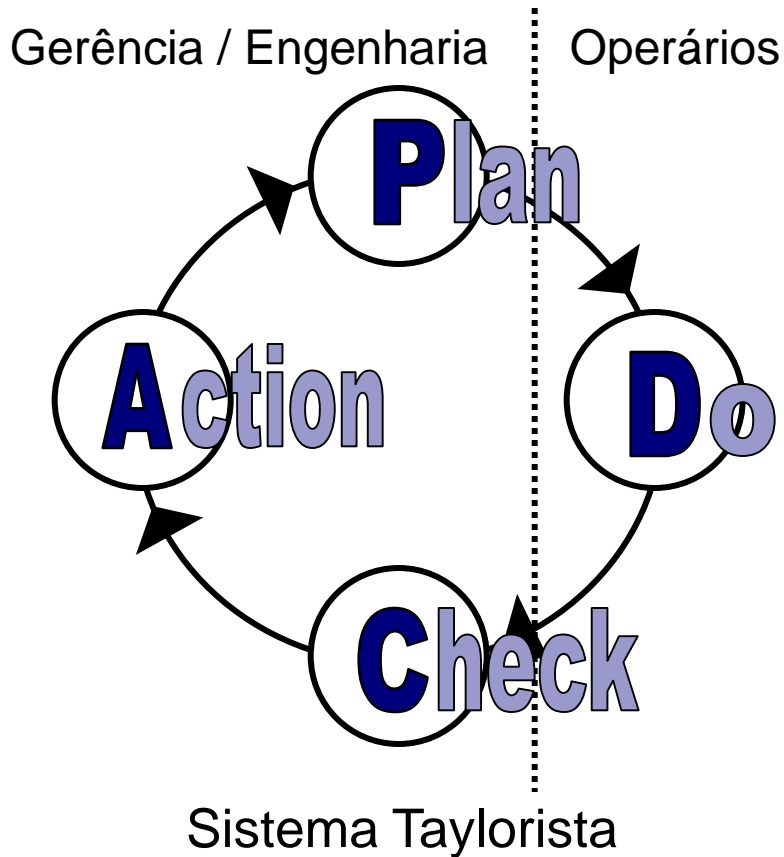 Gerência / Engenharia
Operários
Plan
Action
Do
Check
Sistema Taylorista